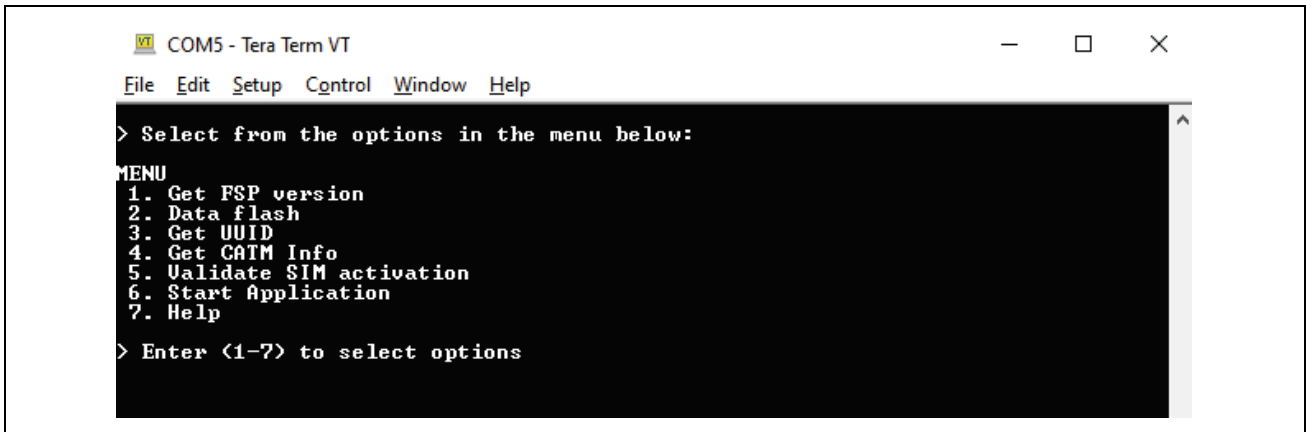 COM5 - Tera Term VT
File Edit Setup Control Window Help
> Select from the options in the menu below:
MENU
1. Get FSP version
2. Data flash
3. Get UUID
4. Get CATM Info
5. Validate SIM activation
6. Start Application
7. Help
> Enter (1-7) to select options